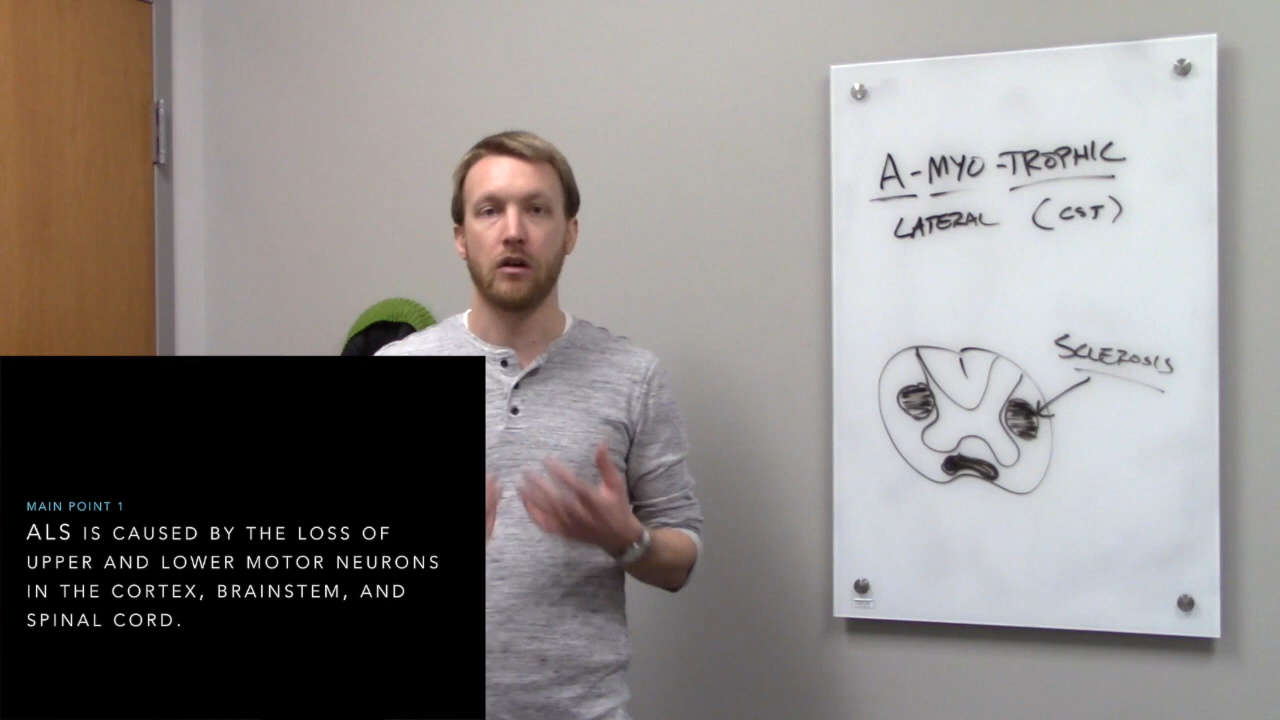 A-MYO-TROPHIC
LATERAL (CST)
SCLEROSIS
MAIN POINT 1
ALS IS CAUSED BY THE LOSS OF
UPPER AND LOWER MOTOR NEURONS
IN THE CORTEX, BRAINSTEM, AND
SPINAL CORD.